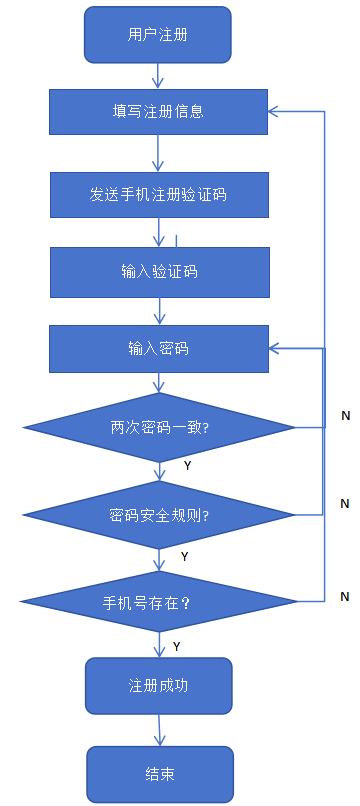 用户注册
填写注册信息
发送手机注册验证码
输入验证码
输入密码
两次密码一致?
N
Y
密码安全规则?
N
Y
手机号存在？
N
Y
注册成功
结束